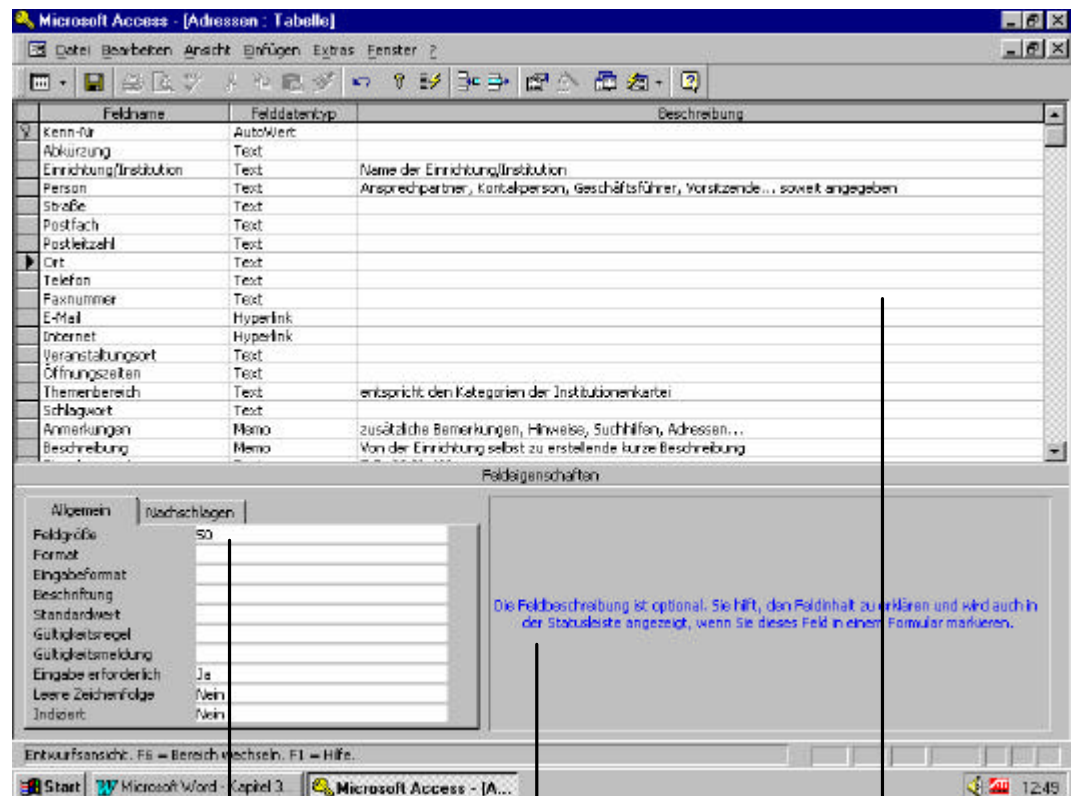 Microsoft Access - [Adressen : Tabelle]
Datei Bearbeiten Ansicht Einfügen Extras Fenster ?
Feldname Felddatentyp Beschreibung
Kenn-Nr AutoWert
Abkürzung Text
Einrichtung/Institution Text Name der Einrichtung/Institution
Person Text Ansprechpartner, Kontakperson, Geschäftsführer, Vorsitzende... soweit angegeben
Straße Text
Postfach Text
Postleitzahl Text
Ort Text
Telefon Text
Faxnummer Text
E-Mail Hyperlink
Internet Hyperlink
Veranstaltungsort Text
Öffnungszeiten Text
Themenbereich Text entspricht den Kategorien der Institutionenkartei
Schlagwort Text
Anmerkungen Memo zusätzliche Bemerkungen, Hinweise, Suchhilfen, Adressen...
Beschreibung Memo Von der Einrichtung selbst zu erstellende kurze Beschreibung
Feldeigenschaften
Allgemein Nachschlagen
Feldgröße 50
Format
Eingabeformat
Beschriftung
Standardwert
Gültigkeitsregel
Gültigkeitsmeldung
Eingabe erforderlich Ja
Leere Zeichenfolge Nein
Indiziert Nein
Die Feldbeschreibung ist optional. Sie hilft, den Feldinhalt zu erklären und wird auch in
der Statusleiste angezeigt, wenn Sie dieses Feld in einem Formular markieren.
Entwurfsansicht. F6 = Bereich wechseln. F1 = Hilfe.
Start Microsoft Word - Kapitel 3... Microsoft Access - [A... 12:49